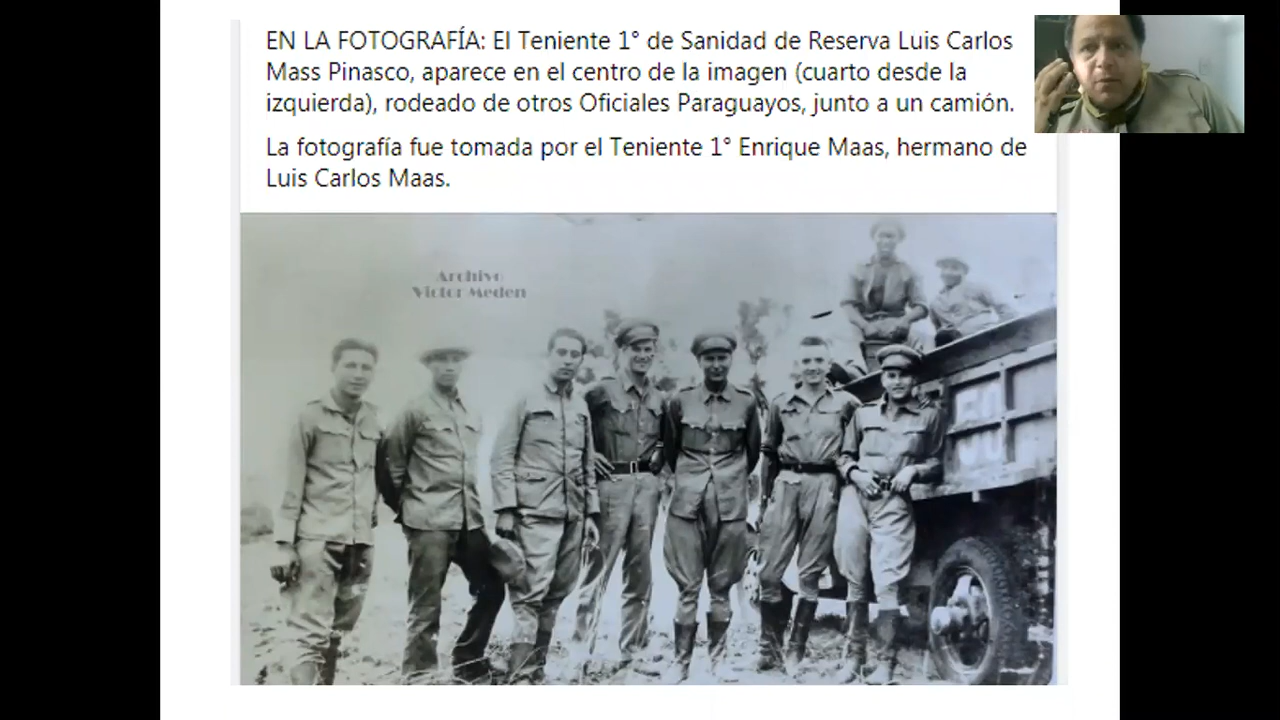 EN LA FOTOGRAFÍA: El Teniente 1° de Sanidad de Reserva Luis Carlos
Mass Pinasco, aparece en el centro de la imagen (cuarto desde la
izquierda), rodeado de otros Oficiales Paraguayos, junto a un camión.
La fotografía fue tomada por el Teniente 1° Enrique Maas, hermano de
Luis Carlos Maas.
Archivo
Victor Meden